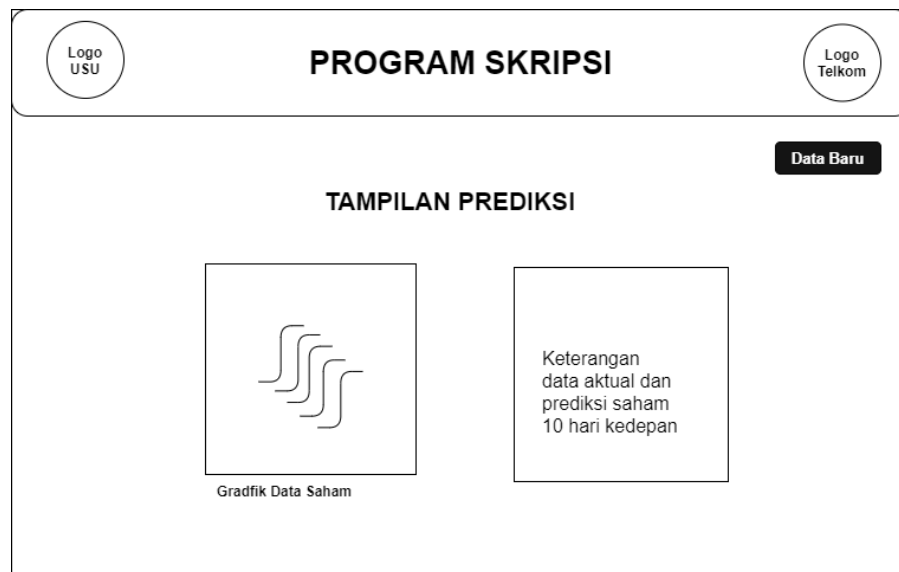 Logo
USU
PROGRAM SKRIPSI
Logo
Telkom
Data Baru
TAMPILAN PREDIKSI
Keterangan
data aktual dan
prediksi saham
10 hari kedepan
Gradfik Data Saham